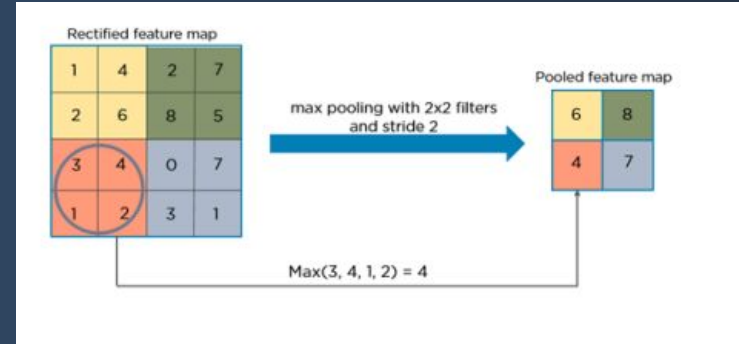 Rectified feature map
1 4 2 7
2 6 8 5
3 4 0 7
1 2 3 1
max pooling with 2x2 filters
and stride 2
Pooled feature map
6 8
4 7
Max(3, 4, 1, 2) = 4